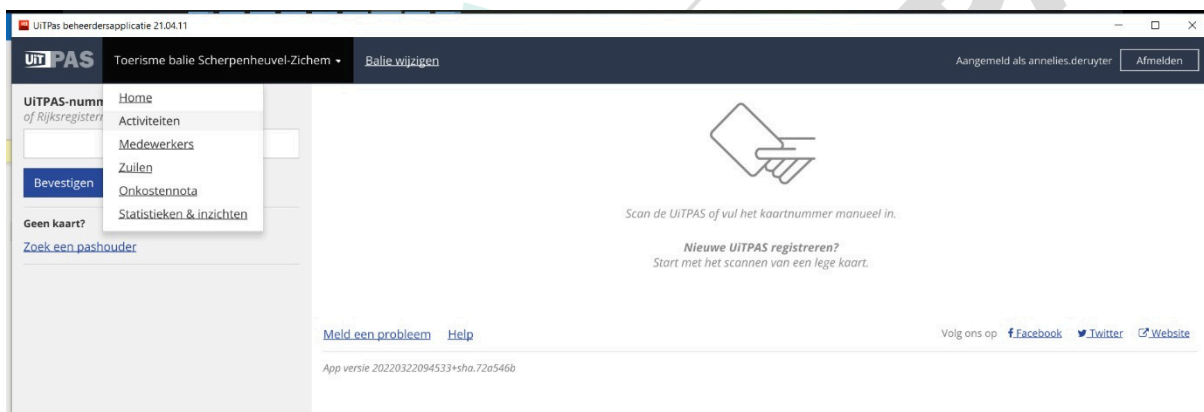 UiTPas beheerdersapplicatie 21.04.11
UiTPAS
Toerisme balie Scherpenheuvel-Zichem
Balie wijzigen
Aangemeld als annelies.deruyter
Afmelden
UiTPAS-numm
of Rijksregistern
Home
Activiteiten
Medewerkers
Zuilen
Onkostennota
Statistieken & inzichten
Bevestigen
Geen kaart?
Zoek een pashouder
Scan de UiTPAS of vul het kaartnummer manueel in.
Nieuwe UiTPAS registreren?
Start met het scannen van een lege kaart.
Meld een probleem
Help
Volg ons op
Facebook
Twitter
Website
App versie 20220322094533+sha.72a546b